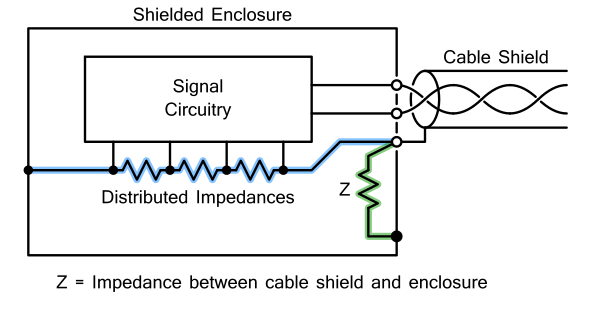 Shielded Enclosure
Cable Shield
Signal
Circuitry
Distributed Impedances
Z
Z = Impedance between cable shield and enclosure